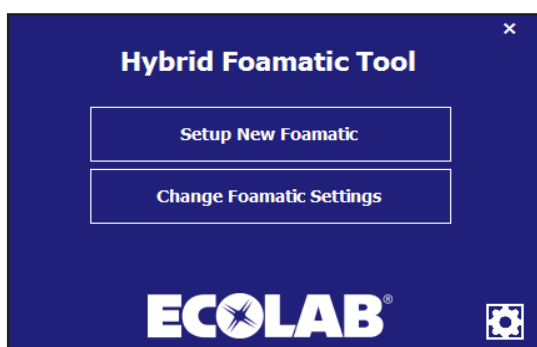 ×
Hybrid Foamatic Tool
Setup New Foamatic
Change Foamatic Settings
ECOLAB®